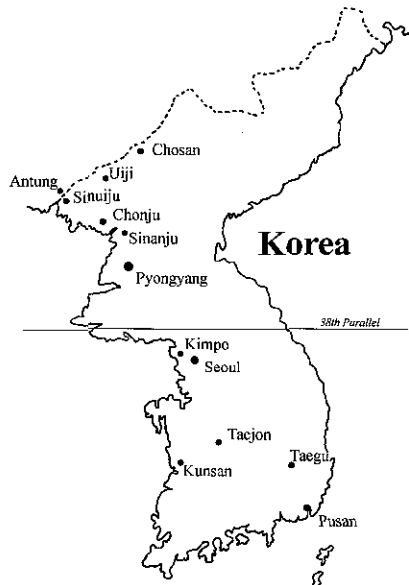 Chosan
Uiji
Antung
Sinuiju
Chonju
Sinanju
Korea
Pyongyang
38th Parallel
Kimpo
Seoul
Taejon
Taegu
Kunsan
Pusan